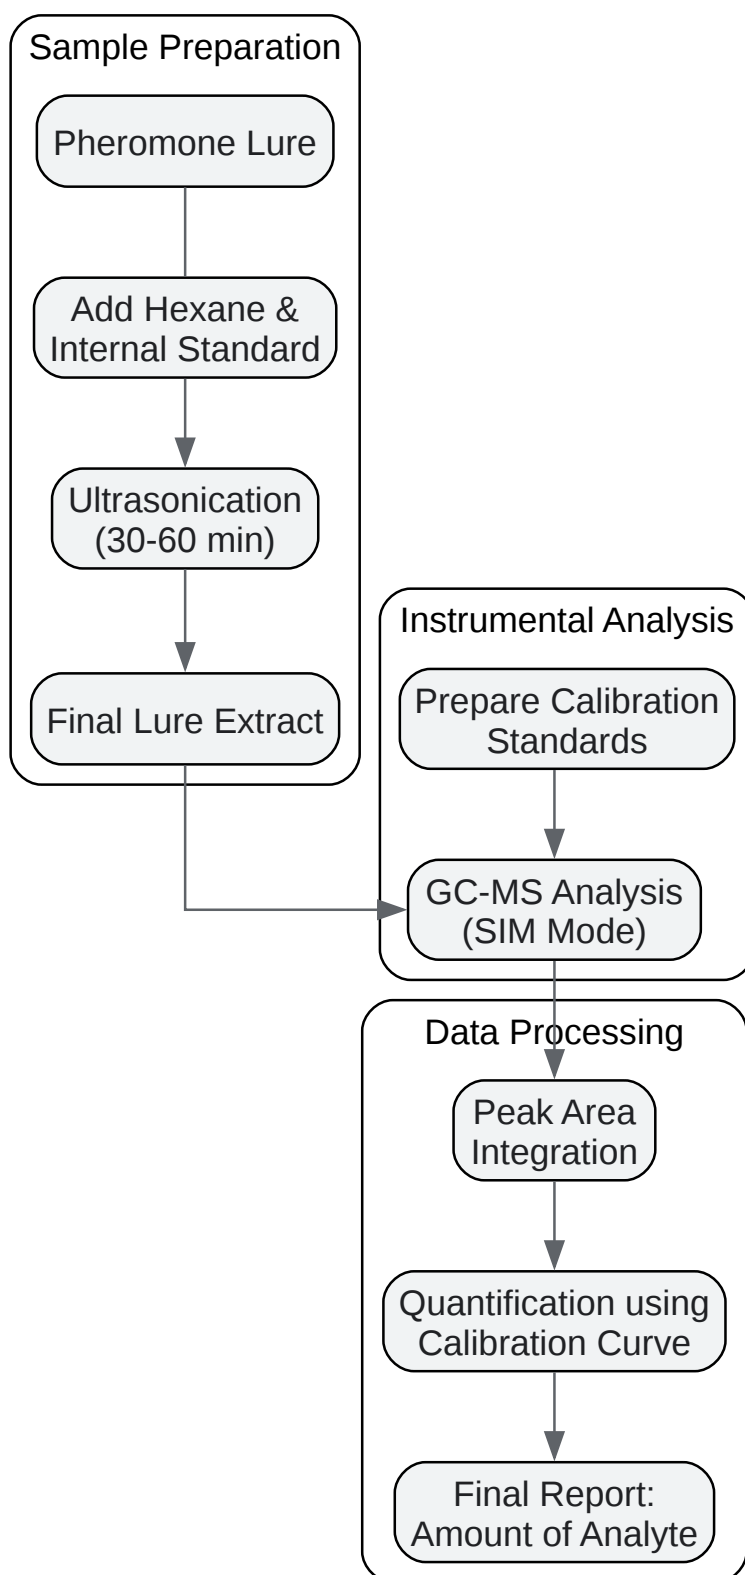 Sample Preparation
Pheromone Lure
Add Hexane &
Internal Standard
Ultrasonication
(30-60 min)
Final Lure Extract
Instrumental Analysis
Prepare Calibration
Standards
GC-MS Analysis
(SIM Mode)
Data Processing
Peak Area
Integration
Quantification using
Calibration Curve
Final Report:
Amount of Analyte